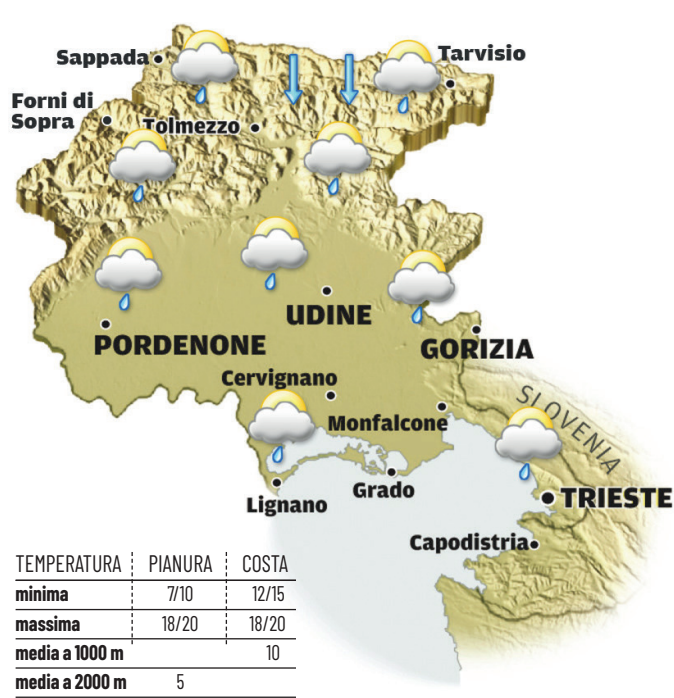 Sappada
Tarvisio
Forni di
Sopra
Tolmezzo
UDINE
PORDENONE
GORIZIA
Cervignano
SLOVENIA
Monfalcone
Grado
Lignano
TRIESTE
Capodistria
TEMPERATURA PIANURA COSTA
minima 7/10 12/15
massima 18/20 18/20
media a 1000 m 10
media a 2000 m 5